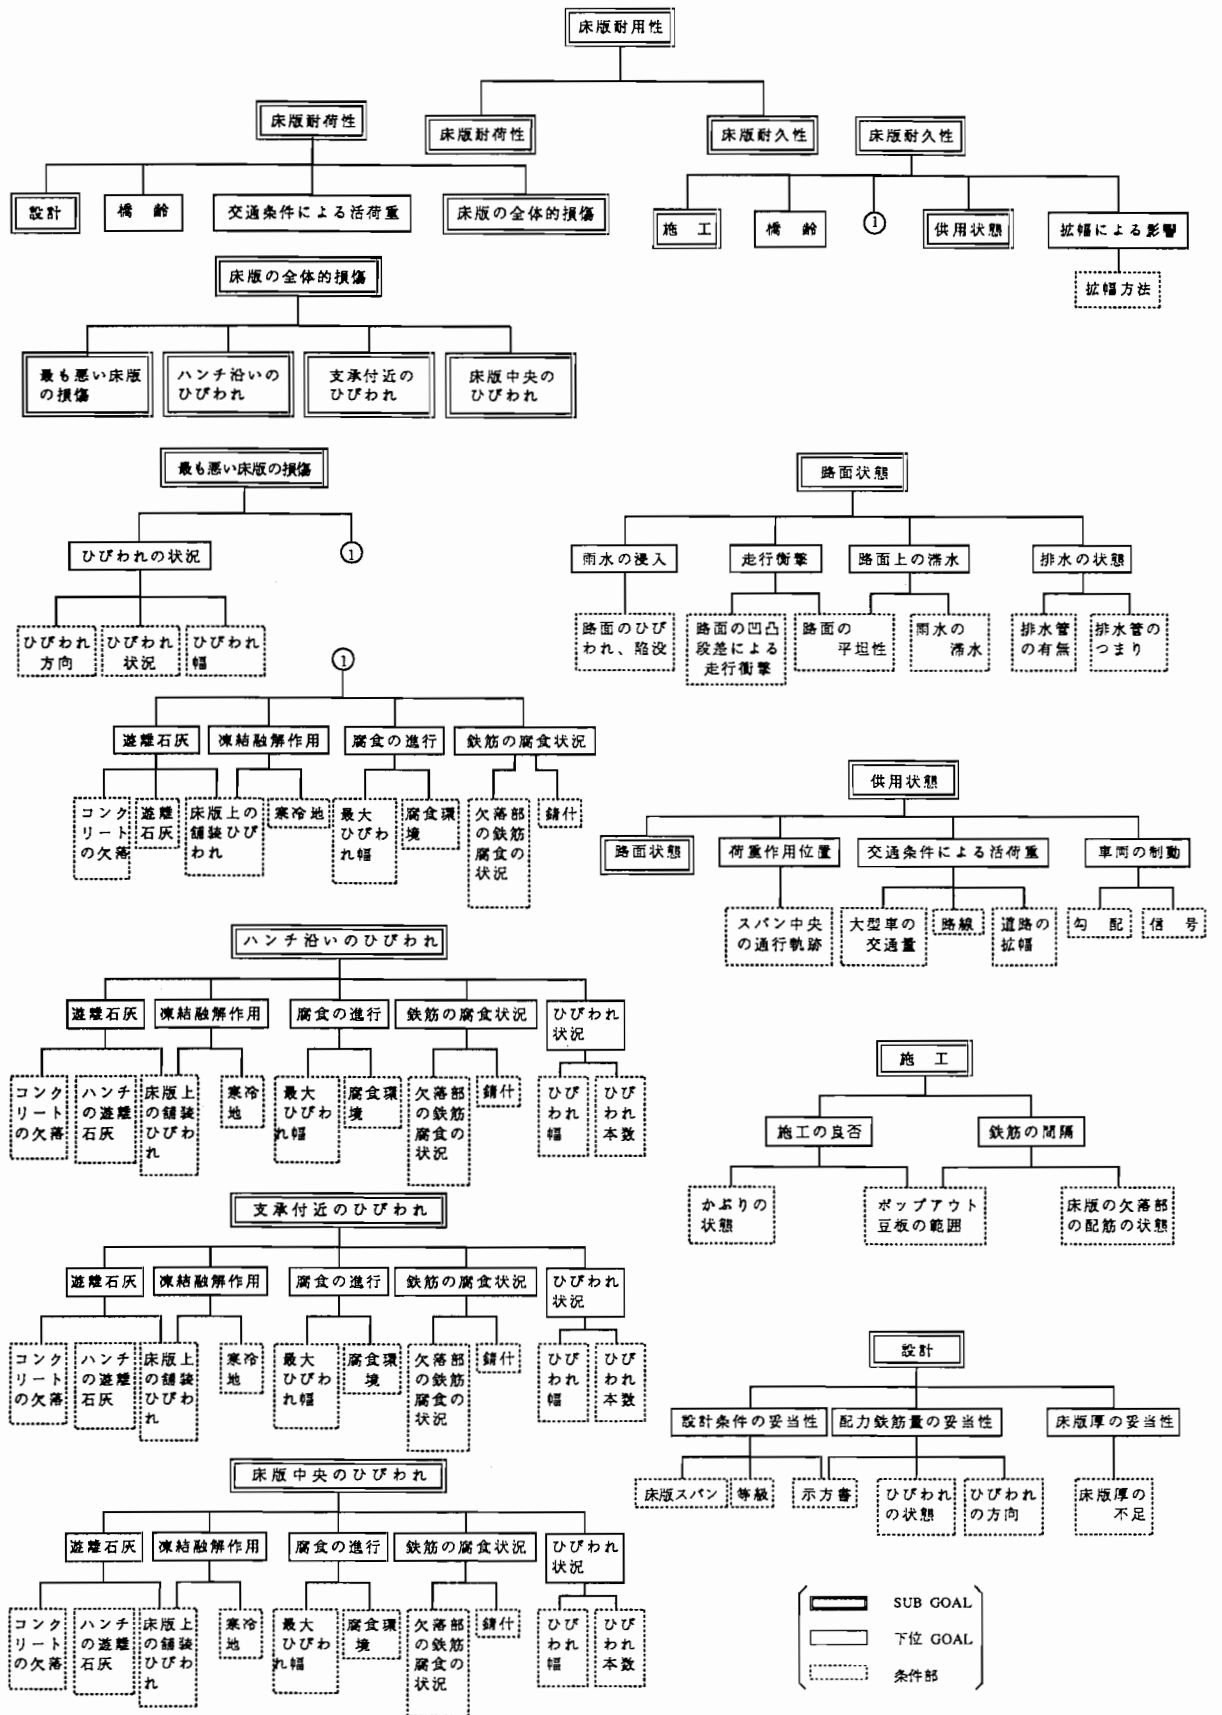 床版耐用性
床版耐荷性
床版耐久性
床版耐荷性
設計
橋 齢
交通条件による活荷重
床版の全体的損傷
床版耐久性
施 工
橋 齢
1
供用状態
拡幅による影響
拡幅方法
床版の全体的損傷
最も悪い床版
の損傷
ハンチ沿いの
ひびわれ
支承付近の
ひびわれ
床版中央の
ひびわれ
最も悪い床版の損傷
ひびわれの状況
1
ひびわれ
方向
ひびわれ
状況
ひびわれ
幅
路面状態
雨水の浸入
走行衝撃
路面上の滞水
排水の状態
路面のひび
われ、陥没
路面の凹凸
段差による
走行衝撃
路面の
平坦性
雨水の
滞水
排水管
の有無
排水管の
つまり
1
遊離石灰
凍結融解作用
腐食の進行
鉄筋の腐食状況
コンク
リート
の欠落
遊離
石灰
床版上の
舗装ひび
われ
寒冷地
最大
ひびわ
れ幅
腐食環
境
欠落部
の鉄筋
腐食の
状況
錆什
供用状態
路面状態
荷重作用位置
交通条件による活荷重
車両の制動
スパン中央
の通行軌跡
大型車の
交通量
路線
道路の
拡幅
勾 配
信 号
ハンチ沿いのひびわれ
遊離石灰
凍結融解作用
腐食の進行
鉄筋の腐食状況
ひびわれ
状況
コンク
リート
の欠落
ハンチ
の遊離
石灰
床版上
の舗装
ひびわ
れ
寒冷
地
最大
ひびわ
れ幅
腐食環
境
欠落部
の鉄筋
腐食の
状況
錆什
ひび
われ
幅
ひび
われ
本数
施 工
施工の良否
鉄筋の間隔
かぶりの
状態
ポップアウト
豆板の範囲
床版の欠落部
の配筋の状態
支承付近のひびわれ
遊離石灰
凍結融解作用
腐食の進行
鉄筋の腐食状況
ひびわれ
状況
コンク
リート
の欠落
ハンチ
の遊離
石灰
床版上
の舗装
ひびわ
れ
寒冷
地
最大
ひびわ
れ幅
腐食環
境
欠落部
の鉄筋
腐食の
状況
錆什
ひび
われ
幅
ひび
われ
本数
設計
設計条件の妥当性
配力鉄筋量の妥当性
床版厚の妥当性
床版スパン
等級
示方書
ひびわれ
の状態
ひびわれ
の方向
床版厚の
不足
床版中央のひびわれ
遊離石灰
凍結融解作用
腐食の進行
鉄筋の腐食状況
ひびわれ
状況
コンク
リート
の欠落
ハンチ
の遊離
石灰
床版上
の舗装
ひびわ
れ
寒冷
地
最大
ひびわ
れ幅
腐食環
境
欠落部
の鉄筋
腐食の
状況
錆什
ひび
われ
幅
ひび
われ
本数
SUB GOAL
下位 GOAL
条件部